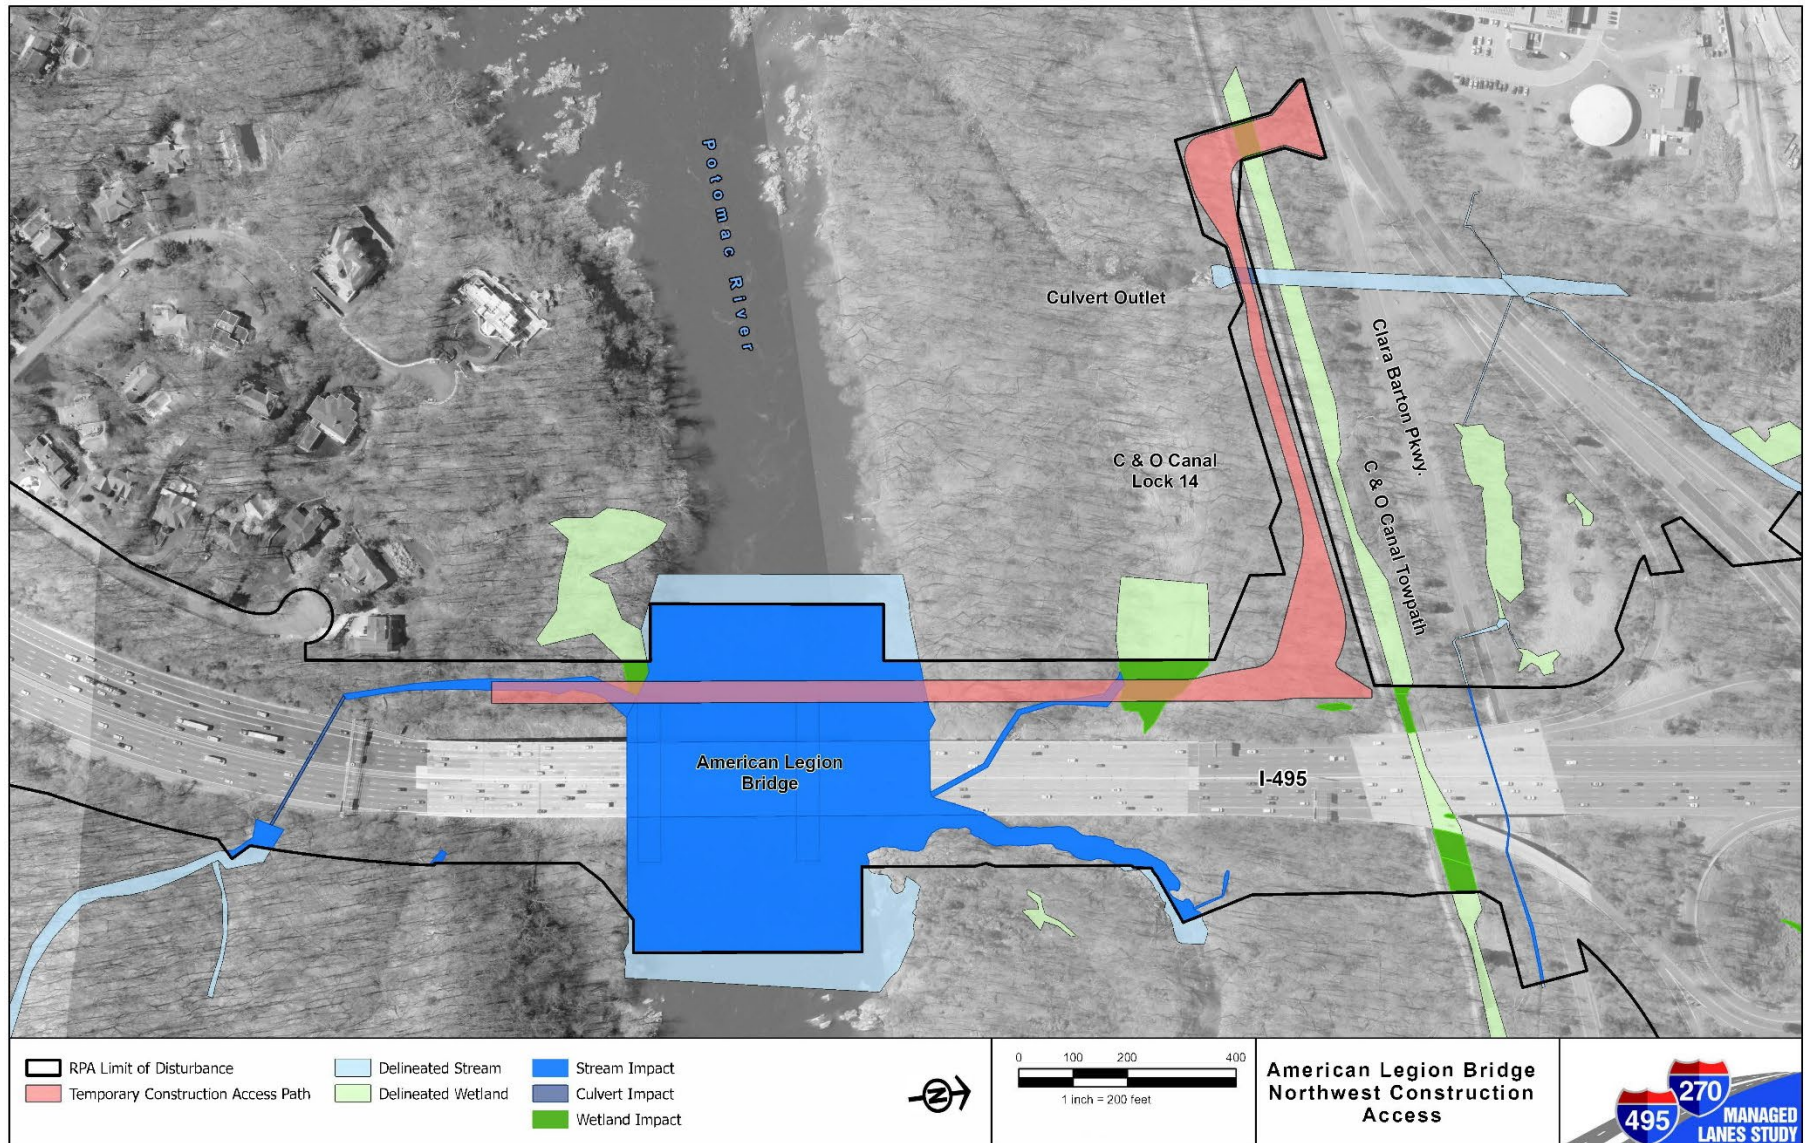 Potomac River
Culvert Outlet
Clara Barton Pkwy.
C & O Canal
Lock 14
C & O Canal Towpath
American Legion
Bridge
I-495
RPA Limit of Disturbance
Temporary Construction Access Path
Delineated Stream
Delineated Wetland
Stream Impact
Culvert Impact
Wetland Impact
N
0 100 200 400
1 inch = 200 feet
American Legion Bridge
Northwest Construction
Access
495
270
MANAGED
LANES STUDY